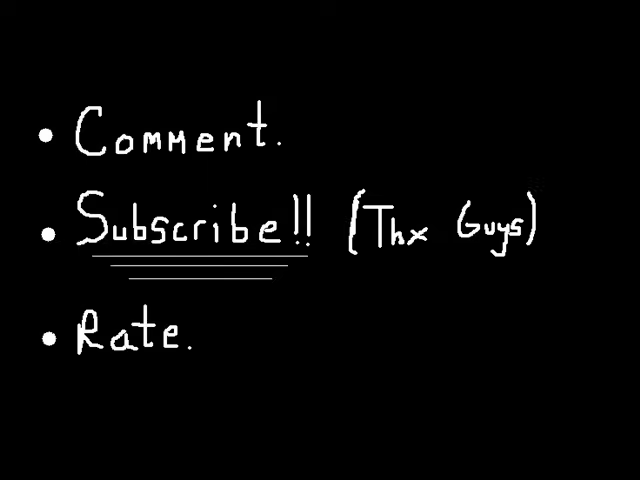 • Comment.
• Subscribe!! (Thx Guys)
• Rate.